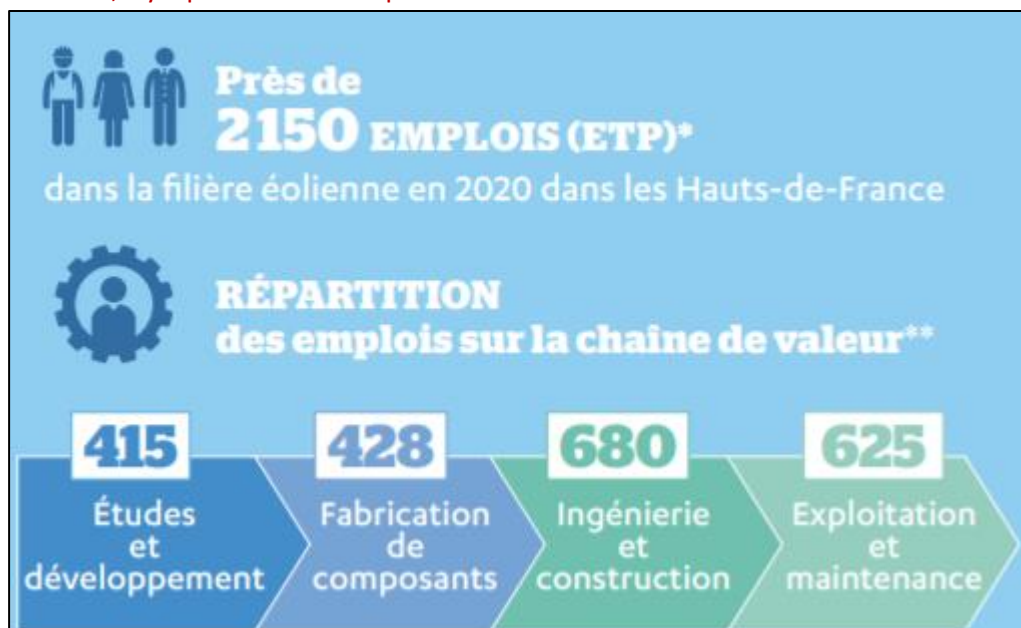 Près de
2150 EMPLOIS (ETP)*
dans la filière éolienne en 2020 dans les Hauts-de-France
RÉPARTITION
des emplois sur la chaîne de valeur**
415
Études
et
développement
428
Fabrication
de
composants
680
Ingénierie
et
construction
625
Exploitation
et
maintenance